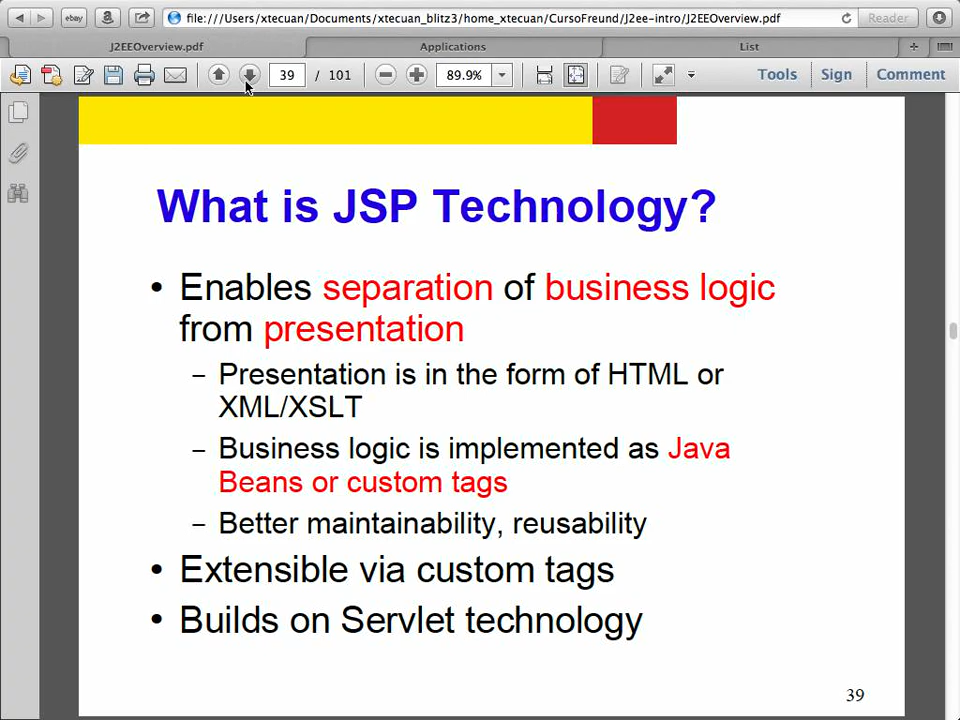 ebay
file:///Users/xtecuan/Documents/xtecuan_blitz3/home_xtecuan/CursoFreund/J2ee-intro/J2EEOverview.pdf
Reader
J2EEOverview.pdf
Applications
List
39 / 101
89.9%
Tools
Sign
Comment
What is JSP Technology?
• Enables separation of business logic
from presentation
– Presentation is in the form of HTML or
XML/XSLT
– Business logic is implemented as Java
Beans or custom tags
– Better maintainability, reusability
• Extensible via custom tags
• Builds on Servlet technology
39